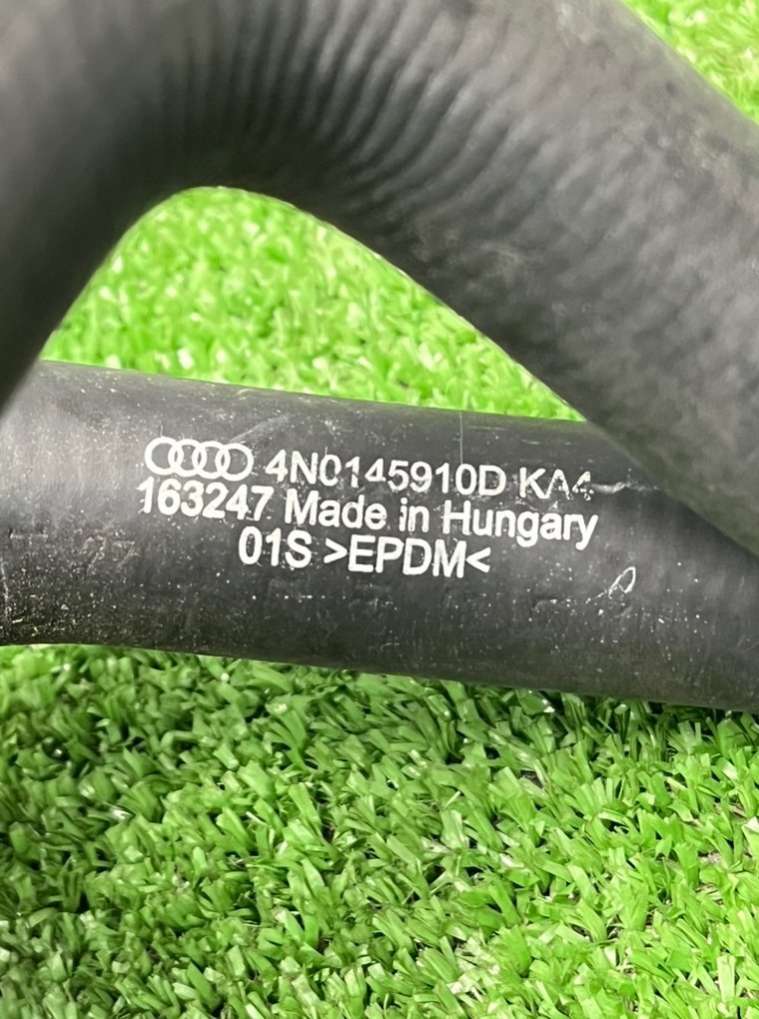 4N0145910D KA4
163247 Made in Hungary
01S >EPDM<